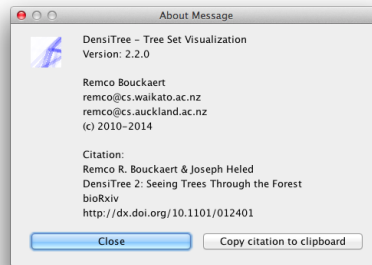 About Message
DensiTree - Tree Set Visualization
Version: 2.2.0
Remco Bouckaert
remco@cs.waikato.ac.nz
remco@cs.auckland.ac.nz
(c) 2010-2014
Citation:
Remco R. Bouckaert & Joseph Heled
DensiTree 2: Seeing Trees Through the Forest
bioRxiv
http://dx.doi.org/10.1101/012401
Close
Copy citation to clipboard